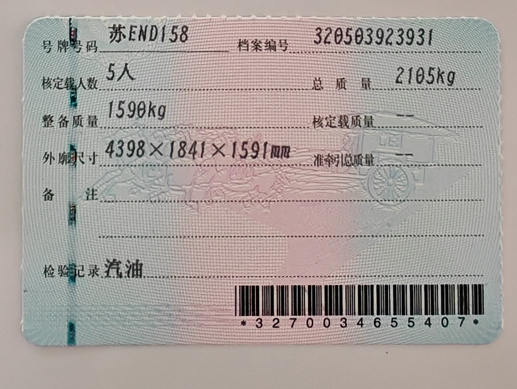 号牌号码 苏END158 档案编号 320503923931
核定载人数 5人 总质量 2105kg
整备质量 1590kg 核定载质量 --
外廓尺寸 4398×1841×1591mm 准牵引总质量 --
备注
检验记录 汽油
*3270034655407*